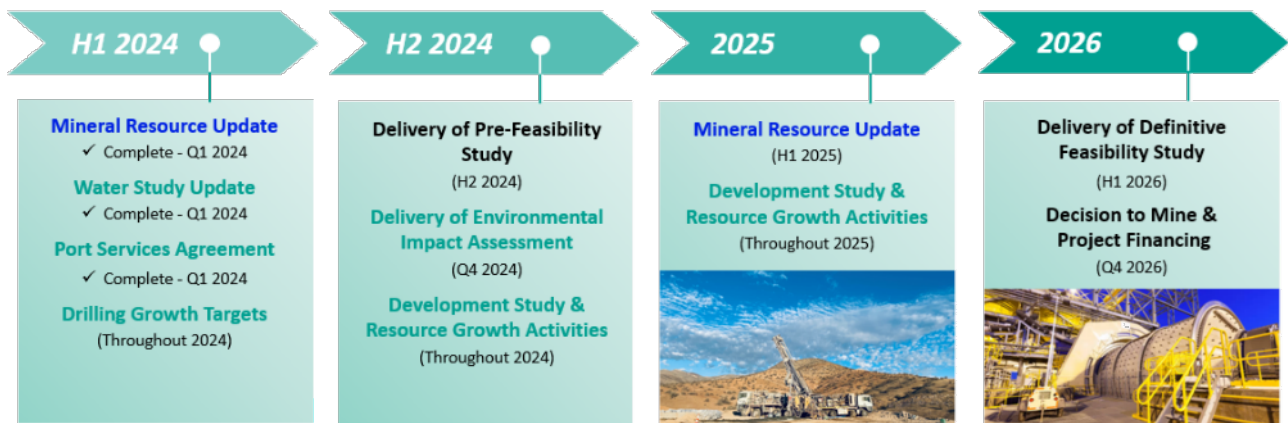 H1 2024
Mineral Resource Update
✓ Complete - Q1 2024
Water Study Update
✓ Complete - Q1 2024
Port Services Agreement
✓ Complete - Q1 2024
Drilling Growth Targets
(Throughout 2024)
H2 2024
Delivery of Pre-Feasibility
Study
(H2 2024)
Delivery of Environmental
Impact Assessment
(Q4 2024)
Development Study &
Resource Growth Activities
(Throughout 2024)
2025
Mineral Resource Update
(H1 2025)
Development Study &
Resource Growth Activities
(Throughout 2025)
2026
Delivery of Definitive
Feasibility Study
(H1 2026)
Decision to Mine &
Project Financing
(Q4 2026)